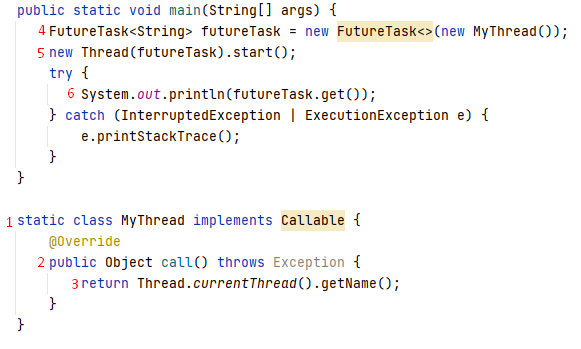 public static void main(String[] args) {
4 FutureTask<String> futureTask = new FutureTask<>(new MyThread());
5 new Thread(futureTask).start();
try {
6 System.out.println(futureTask.get());
} catch (InterruptedException | ExecutionException e) {
e.printStackTrace();
}
}
1 static class MyThread implements Callable {
@Override
2 public Object call() throws Exception {
3 return Thread.currentThread().getName();
}
}